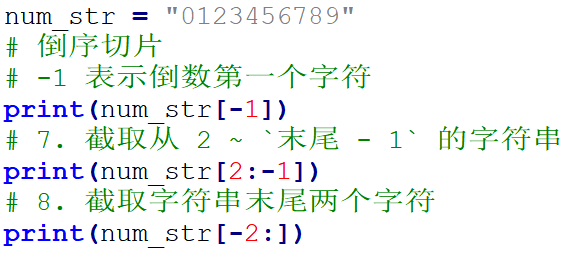 num_str = "0123456789"
# 倒序切片
# -1 表示倒数第一个字符
print(num_str[-1])
# 7. 截取从 2 ~ `末尾 - 1` 的字符串
print(num_str[2:-1])
# 8. 截取字符串末尾两个字符
print(num_str[-2:])